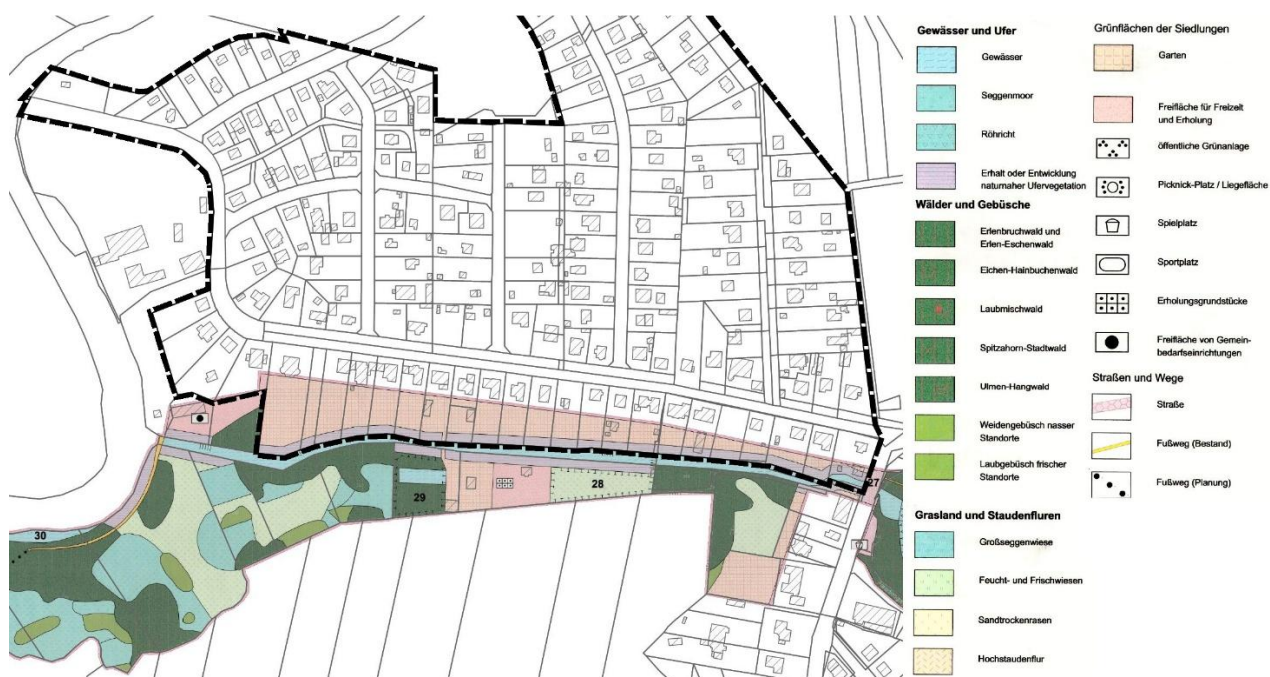 Gewässer und Ufer
Gewässer
Seggenmoor
Röhricht
Erhalt oder Entwicklung
naturnaher Ufervegetation
Wälder und Gebüsche
Erlenbruchwald und
Erlen-Eschenwald
Eichen-Hainbuchenwald
Laubmischwald
Spitzahorn-Stadtwald
Ulmen-Hangwald
Weidengebüsch nasser
Standorte
Laubgebüsch frischer
Standorte
Grasland und Staudenfluren
Großseggenwiese
Feucht- und Frischwiesen
Sandtrockenrasen
Hochstaudenflur
Grünflächen der Siedlungen
Garten
Freifläche für Freizeit
und Erholung
öffentliche Grünanlage
Picknick-Platz / Liegefläche
Spielplatz
Sportplatz
Erholungsgrundstücke
Freifläche von Gemein-
bedarfseinrichtungen
Straßen und Wege
Straße
Fußweg (Bestand)
Fußweg (Planung)
27
28
29
30